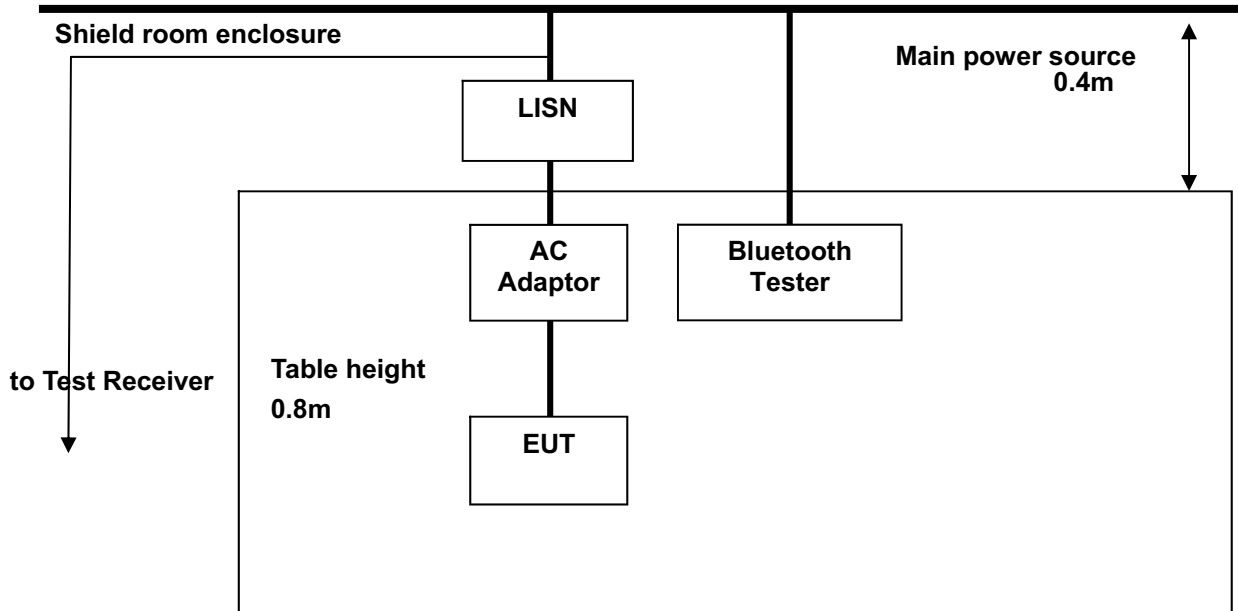 Shield room enclosure
Main power source
0.4m
LISN
AC
Adaptor
Bluetooth
Tester
Table height
0.8m
to Test Receiver
EUT